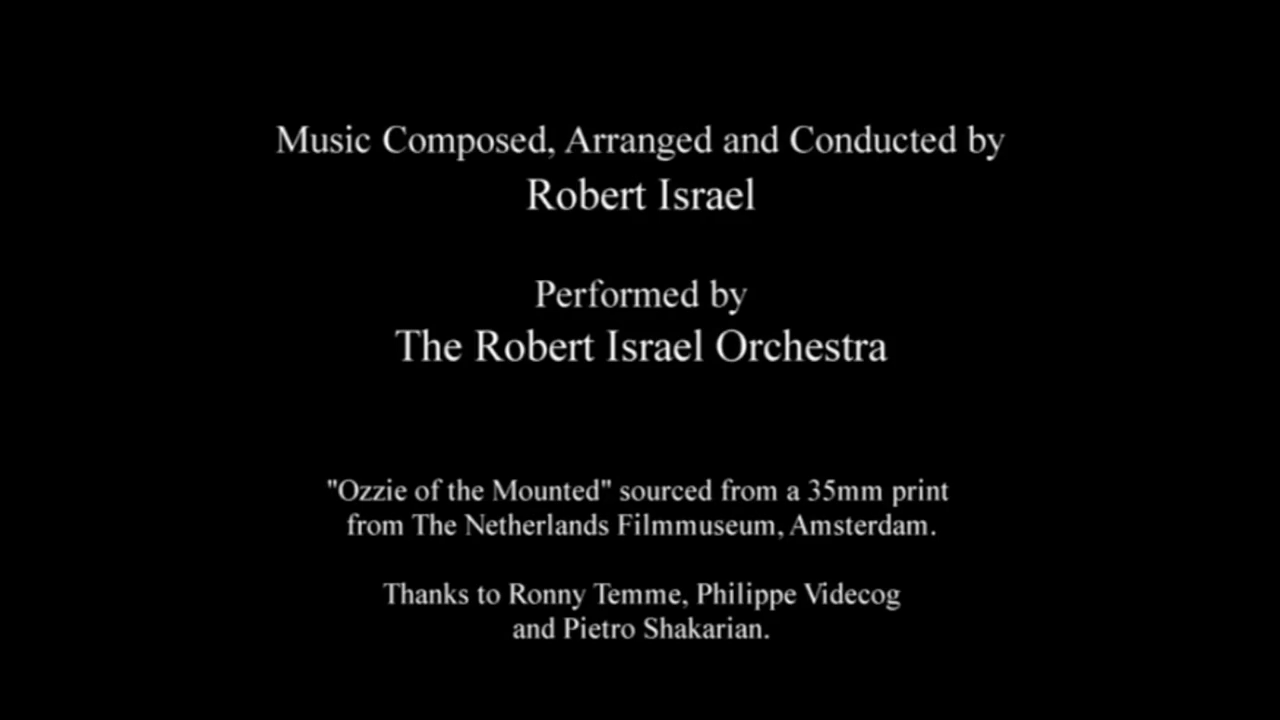 Music Composed, Arranged and Conducted by
Robert Israel
Performed by
The Robert Israel Orchestra
"Ozzie of the Mounted" sourced from a 35mm print
from The Netherlands Filmmuseum, Amsterdam.
Thanks to Ronny Temme, Philippe Videcog
and Pietro Shakarian.